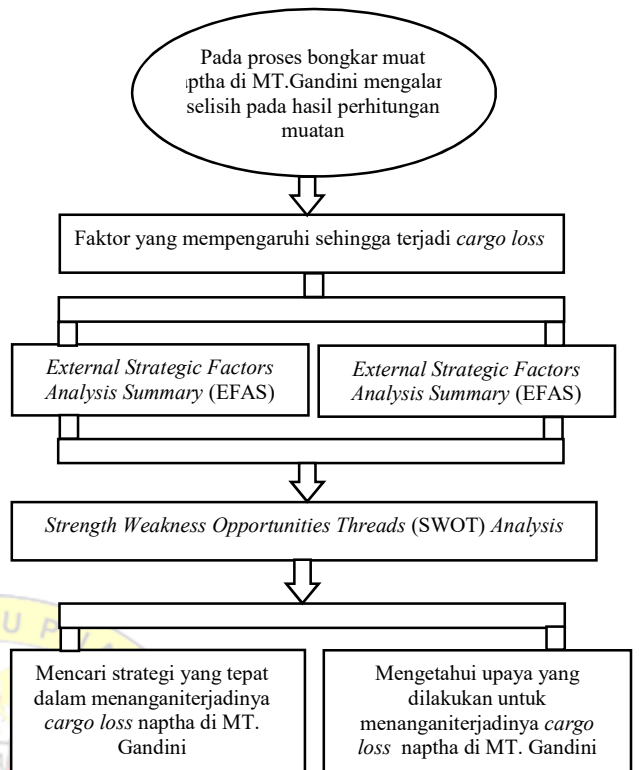 Pada proses bongkar muat
ptha di MT.Gandini mengalar
selisih pada hasil perhitungan
muatan
Faktor yang mempengaruhi sehingga terjadi cargo loss
External Strategic Factors
Analysis Summary (EFAS)
External Strategic Factors
Analysis Summary (EFAS)
Strength Weakness Opportunities Threads (SWOT) Analysis
Mencari strategi yang tepat
dalam menanganiterjadinya
cargo loss naptha di MT.
Gandini
Mengetahui upaya yang
dilakukan untuk
menanganiterjadinya cargo
loss naptha di MT. Gandini